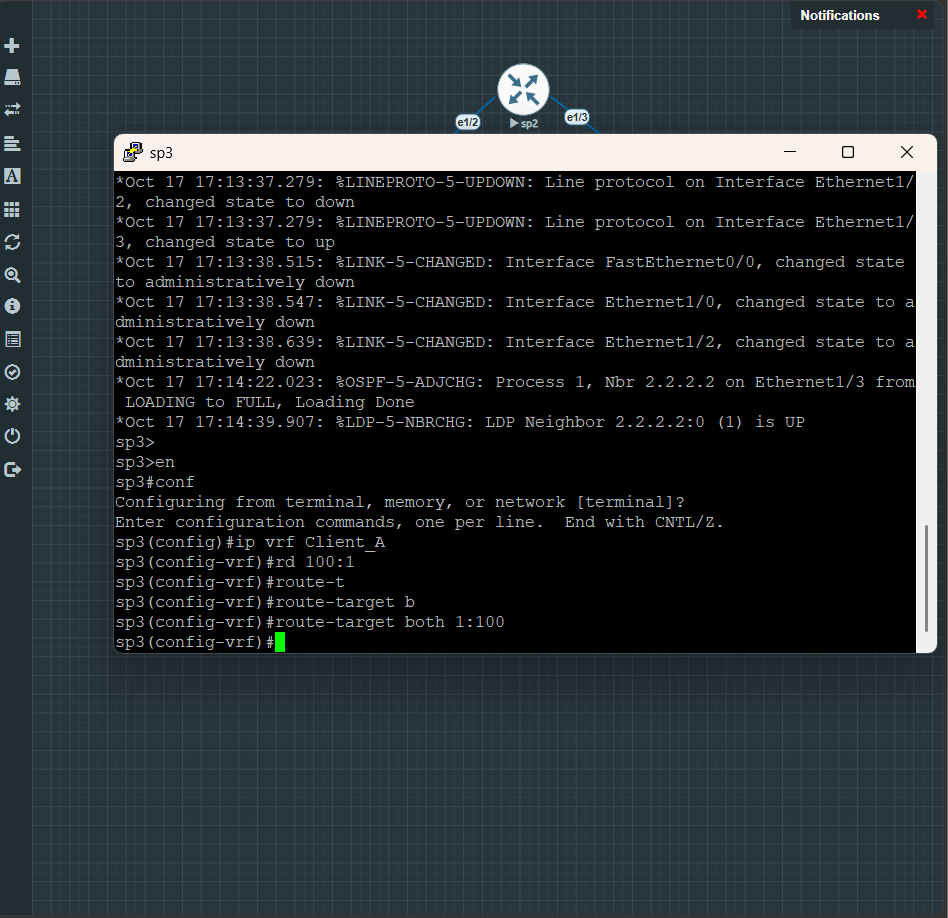 Notifications
e1/2
e1/3
sp2
sp3
*Oct 17 17:13:37.279: %LINEPROTO-5-UPDOWN: Line protocol on Interface Ethernet1/
2, changed state to down
*Oct 17 17:13:37.279: %LINEPROTO-5-UPDOWN: Line protocol on Interface Ethernet1/
3, changed state to up
*Oct 17 17:13:38.515: %LINK-5-CHANGED: Interface FastEthernet0/0, changed state
to administratively down
*Oct 17 17:13:38.547: %LINK-5-CHANGED: Interface Ethernet1/0, changed state to a
dministratively down
*Oct 17 17:13:38.639: %LINK-5-CHANGED: Interface Ethernet1/2, changed state to a
dministratively down
*Oct 17 17:14:22.023: %OSPF-5-ADJCHG: Process 1, Nbr 2.2.2.2 on Ethernet1/3 from
LOADING to FULL, Loading Done
*Oct 17 17:14:39.907: %LDP-5-NBRCHG: LDP Neighbor 2.2.2.2:0 (1) is UP
sp3>
sp3>en
sp3#conf
Configuring from terminal, memory, or network [terminal]?
Enter configuration commands, one per line.  End with CNTL/Z.
sp3(config)#ip vrf Client_A
sp3(config-vrf)#rd 100:1
sp3(config-vrf)#route-t
sp3(config-vrf)#route-target b
sp3(config-vrf)#route-target both 1:100
sp3(config-vrf)#